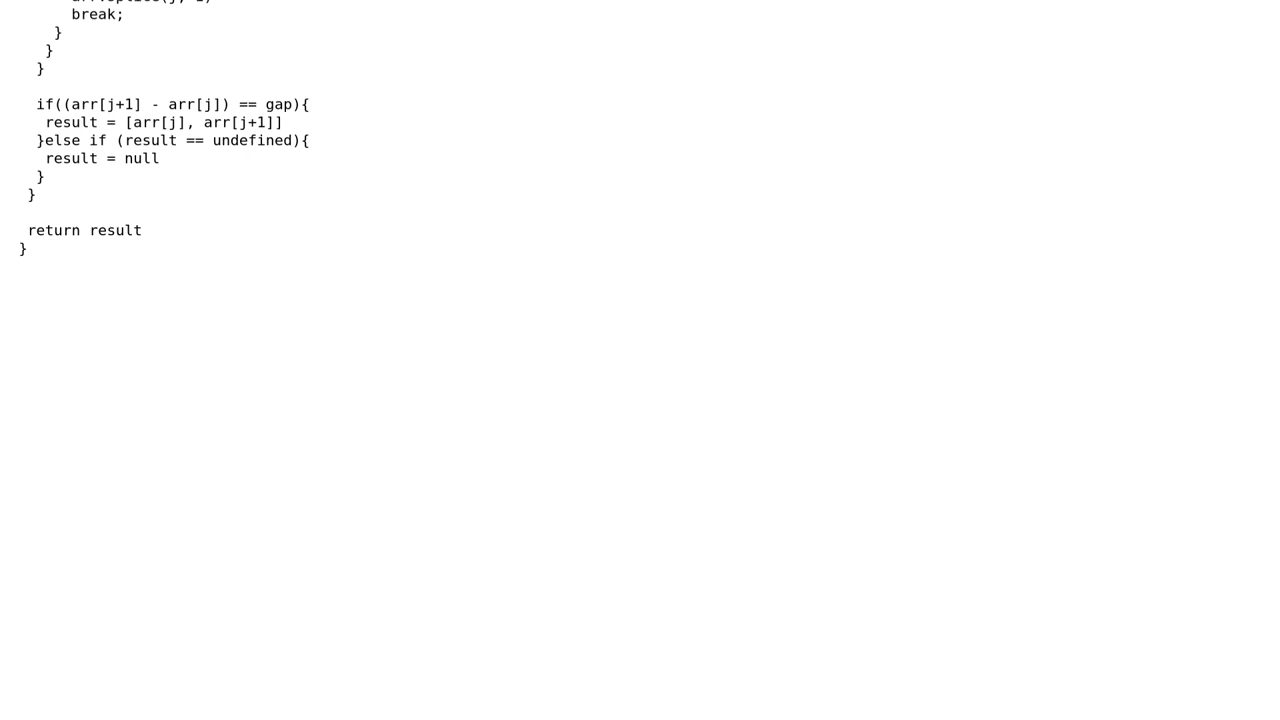 break;
}
}
}
if((arr[j+1] - arr[j]) == gap){
result = [arr[j], arr[j+1]]
}else if (result == undefined){
result = null
}
}
return result
}